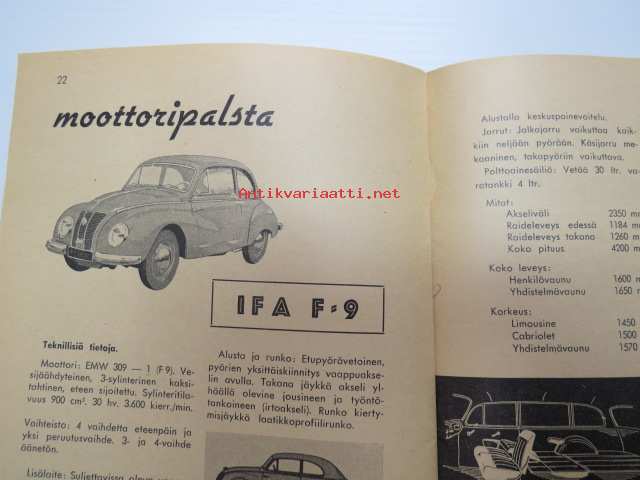 22
moottoripalsta
Antikvariaatti.net
IFA F-9
Teknillisiä tietoja.
Moottori: EMW 309 — 1 (F 9). Ve-
sijäähdyteinen, 3-sylinterinen kaksi-
tahtinen, eteen sijoitettu. Sylinteritila-
vuus 900 cm². 30 hv. 3.600 kierr./min.
Vaihteisto: 4 vaihdetta eteenpäin ja
yksi peruutusvaihde. 3- ja 4-vaihde
äänetön.
Lisälaite: Suljettavissa oleva
Alusta ja runko: Etupyörävetoinen,
pyörien yksittäiskiinnitys vaappuakse-
lin avulla. Takana jäykkä akseli yl-
häällä olevine jousineen ja työntö-
tankoineen (irtoakseli). Runko kierty-
misjäykkä laatikkoprofiilirunko.
Alustalla keskuspainevoitelu.
Jarrut: Jalkajarru vaikuttaa kaik-
kiin neljään pyörään. Käsijarru me-
kaaninen, takapyöriin vaikuttava.
Polttoainesäiliö: Vetää 30 ltr. va-
ratankki 4 ltr.
Mitat:
Akseliväli 2350 m
Raideleveys edessä 1184 m
Raideleveys takana 1260 m
Koko pituus 4200 m
Koko leveys:
Henkilövaunu 1600 m
Yhdistelmävaunu 1650
Korkeus:
Limousine 1450
Cabriolet 1500
Yhdistelmävaunu 1570